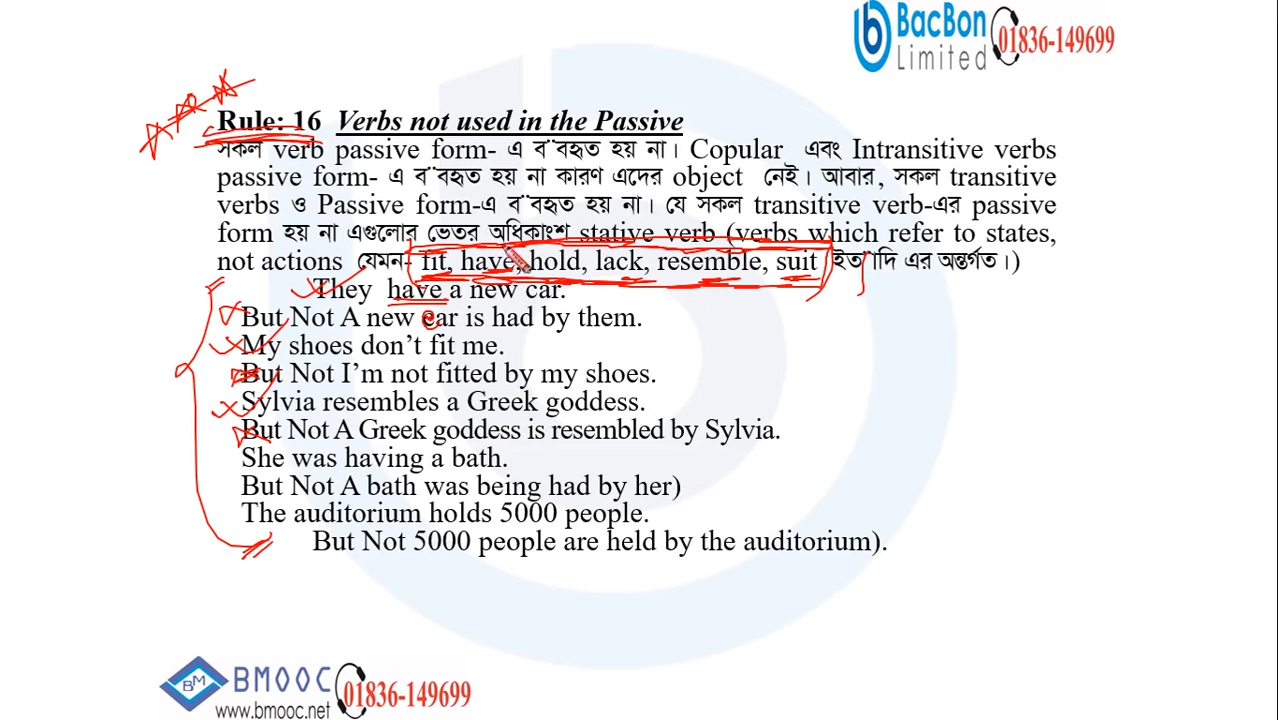 BacBon
Limited
01836-149699
Rule: 16 Verbs not used in the Passive
সকল verb passive form- এ ব¨বহৃত হয় না। Copular এবং Intransitive verbs
passive form- এ ব¨বহৃত হয় না কারণ এদের object নেই। আবার, সকল transitive
verbs ও Passive form-এ ব¨বহৃত হয় না। যে সকল transitive verb-এর passive
form হয় না এগুলোর ভেতর অধিকাংশ stative verb (verbs which refer to states,
not actions যেমন- fit, have, hold, lack, resemble, suit ইত¨াদি এর অন্তর্গত।)
They have a new car.
But Not A new car is had by them.
My shoes don’t fit me.
But Not I’m not fitted by my shoes.
Sylvia resembles a Greek goddess.
But Not A Greek goddess is resembled by Sylvia.
She was having a bath.
But Not A bath was being had by her)
The auditorium holds 5000 people.
But Not 5000 people are held by the auditorium).
BM BMOOC
www.bmooc.net
01836-149699